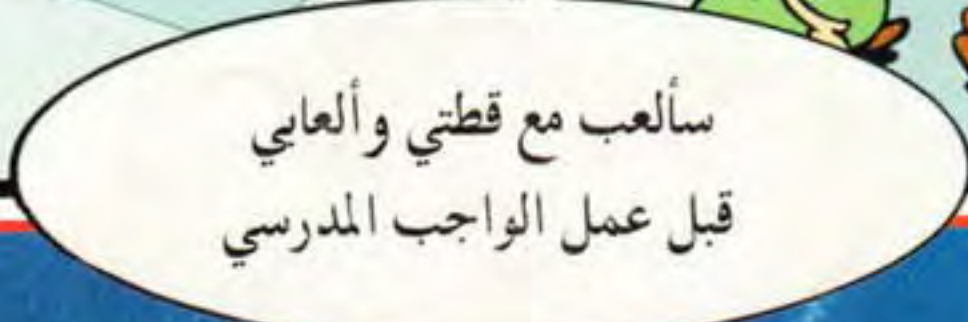 سألعب مع قطتي وألعابي
قبل عمل الواجب المدرسي